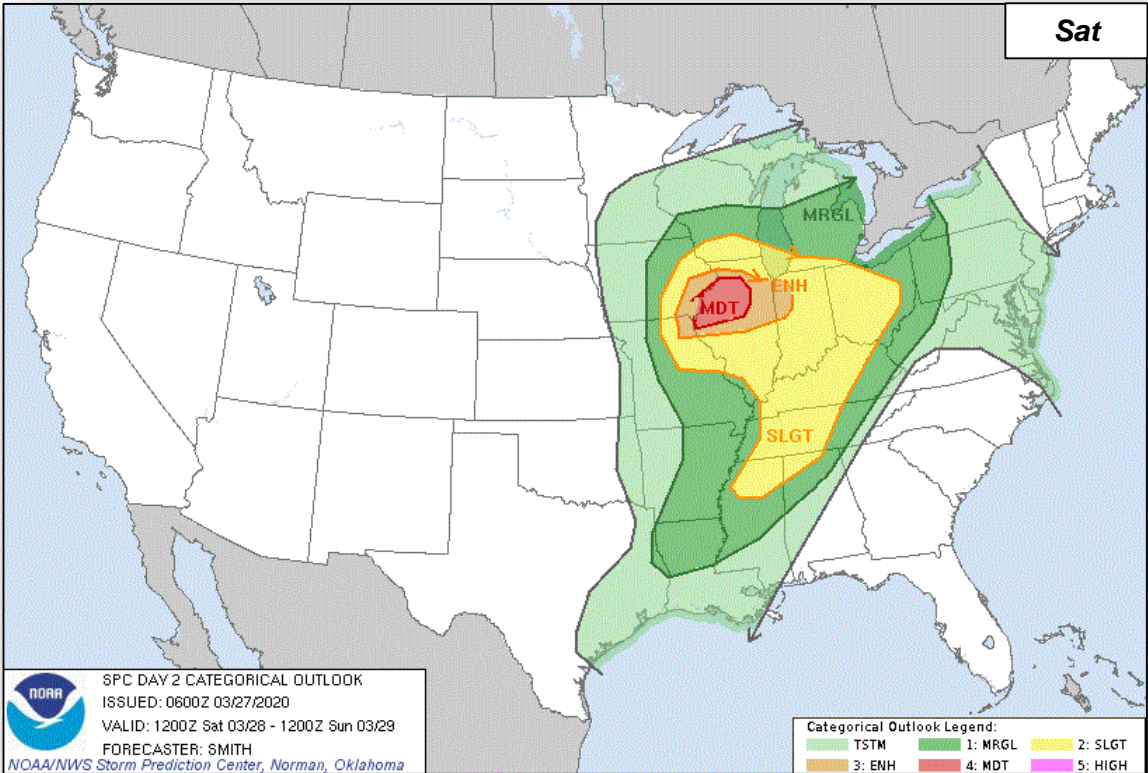 Sat
MRGL
ENH
MDT
SLGT
NOAA
SPC DAY 2 CATEGORICAL OUTLOOK
ISSUED: 0600Z 03/27/2020
VALID: 1200Z Sat 03/28 - 1200Z Sun 03/29
FORECASTER: SMITH
NOAA/NWS Storm Prediction Center, Norman, Oklahoma
Categorical Outlook Legend:
TSTM 1: MRGL 2: SLGT
3: ENH 4: MDT 5: HIGH